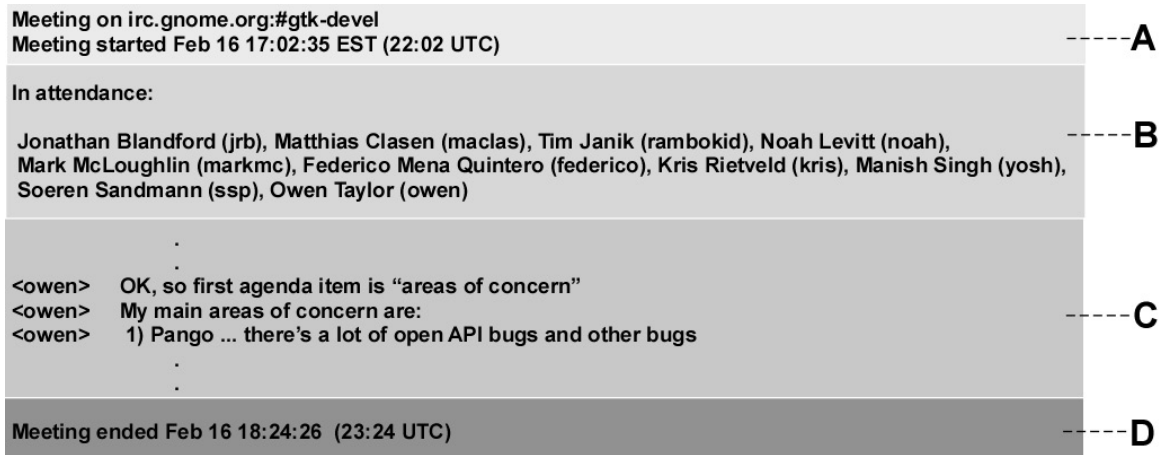 Meeting on irc.gnome.org:#gtk-devel
Meeting started Feb 16 17:02:35 EST (22:02 UTC)
A
In attendance:
Jonathan Blandford (jrb), Matthias Clasen (maclas), Tim Janik (rambokid), Noah Levitt (noah),
B
Mark McLoughlin (markmc), Federico Mena Quintero (federico), Kris Rietveld (kris), Manish Singh (yosh),
Soeren Sandmann (ssp), Owen Taylor (owen)
.
.
<owen> OK, so first agenda item is “areas of concern”
<owen> My main areas of concern are:
C
<owen> 1) Pango ... there’s a lot of open API bugs and other bugs
.
.
Meeting ended Feb 16 18:24:26 (23:24 UTC)
D